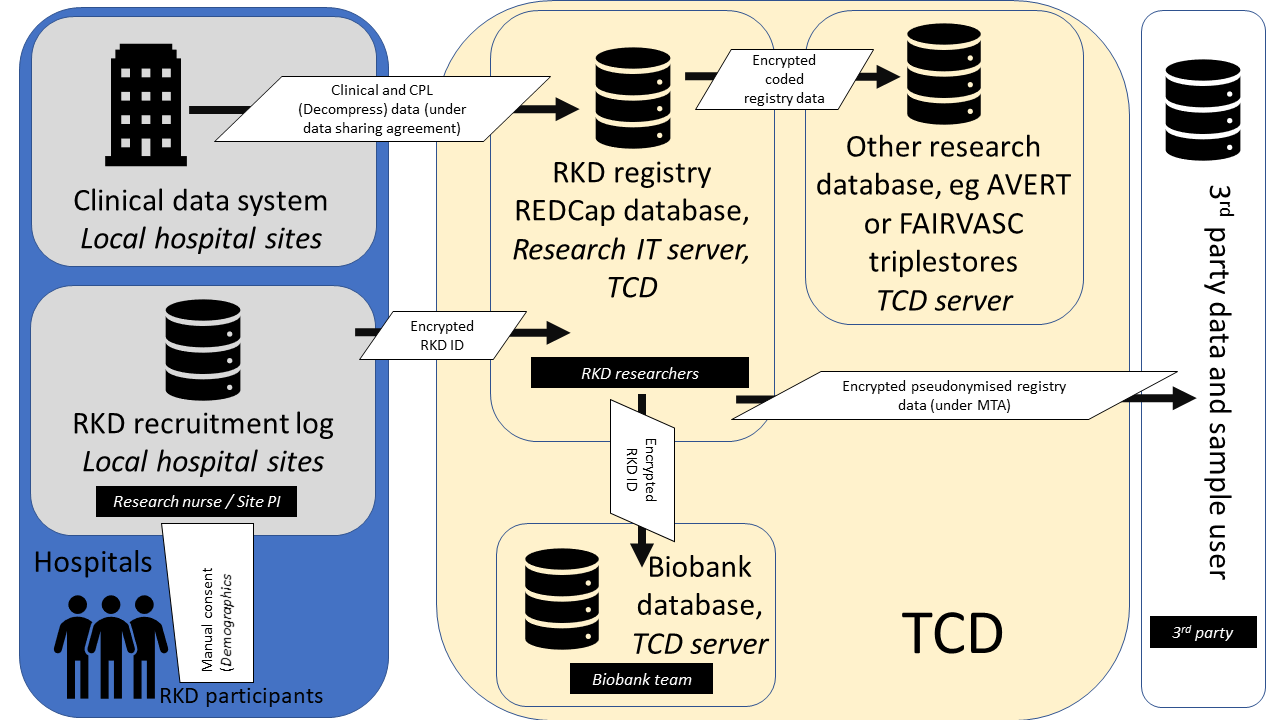 Clinical data system
Local hospital sites
Clinical and CPL
(Decompress) data (under
data sharing agreement)
RKD recruitment log
Local hospital sites
Research nurse / Site PI
Encrypted
RKD ID
Hospitals
Manual consent
(Demographics
RKD participants
RKD registry
REDCap database,
Research IT server,
TCD
RKD researchers
Encrypted
coded
registry data
Other research
database, eg AVERT
or FAIRVASC
triplestores
TCD server
Encrypted pseudonymised registry
data (under MTA)
Encrypted
RKD ID
Biobank
database,
TCD server
Biobank team
TCD
3rd party data and sample user
3rd party